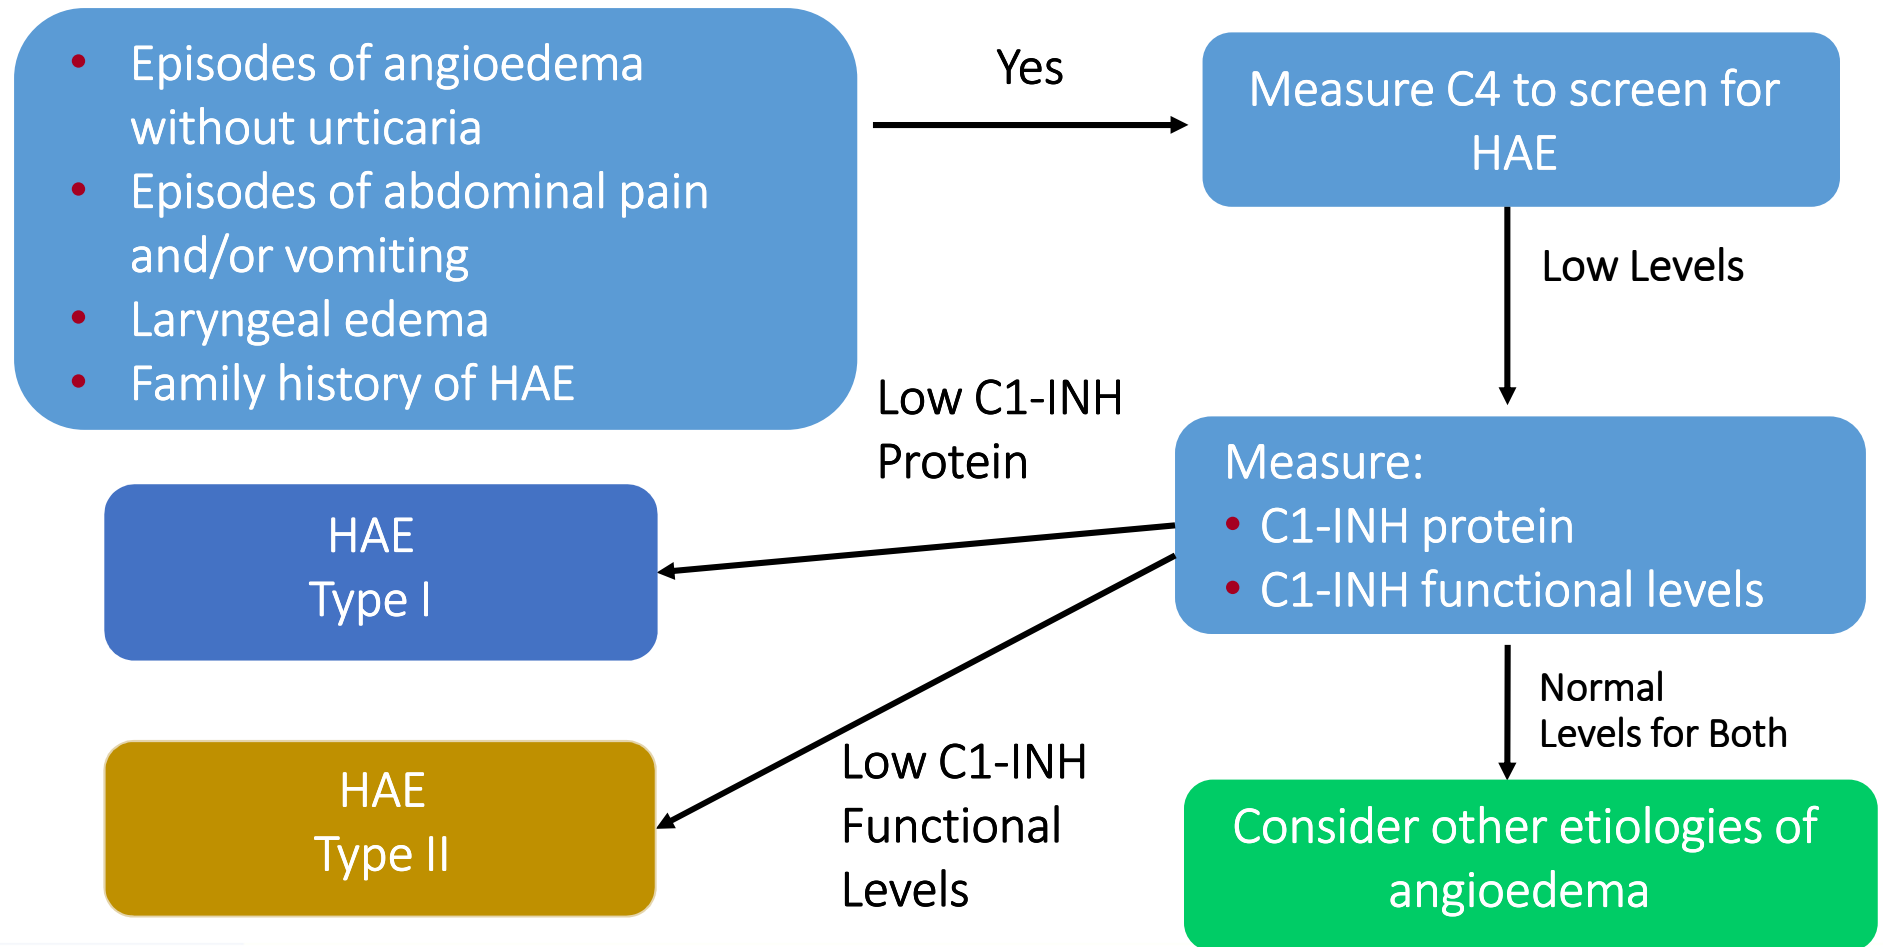 • Episodes of angioedema
without urticaria
• Episodes of abdominal pain
and/or vomiting
• Laryngeal edema
• Family history of HAE
Yes
Measure C4 to screen for
HAE
Low Levels
Measure:
• C1-INH protein
• C1-INH functional levels
Low C1-INH
Protein
HAE
Type I
Low C1-INH
Functional
Levels
HAE
Type II
Normal
Levels for Both
Consider other etiologies of
angioedema